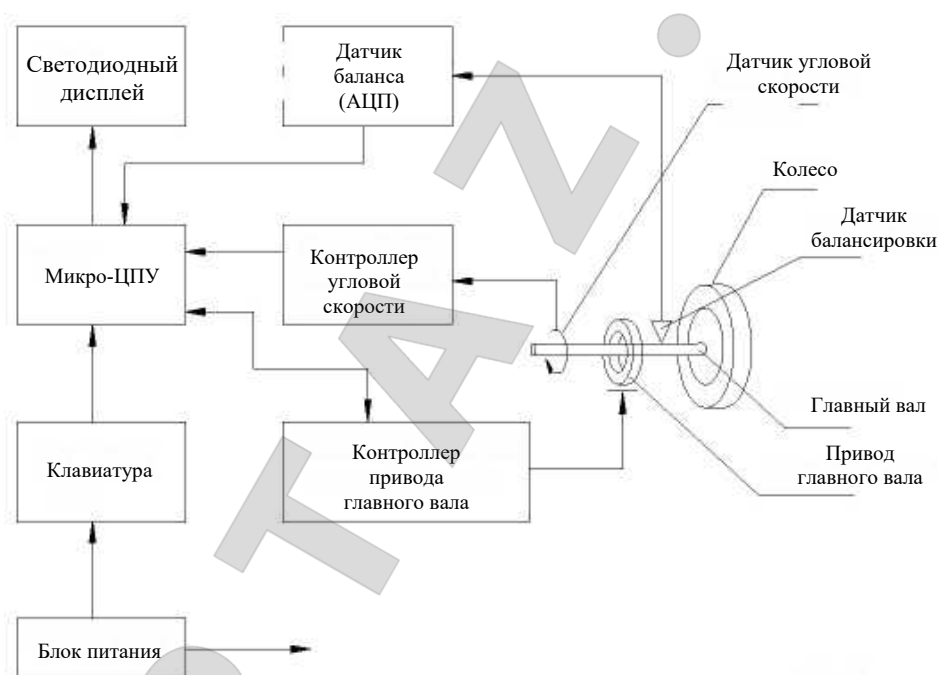 Светодиодный
дисплей
Датчик
баланса
(АЦП)
Датчик угловой
скорости
Колесо
Датчик
балансировки
Микро-ЦПУ
Контроллер
угловой
скорости
Главный вал
Клавиатура
Контроллер
привода
главного вала
Привод
главного вала
Блок питания
TAZ.